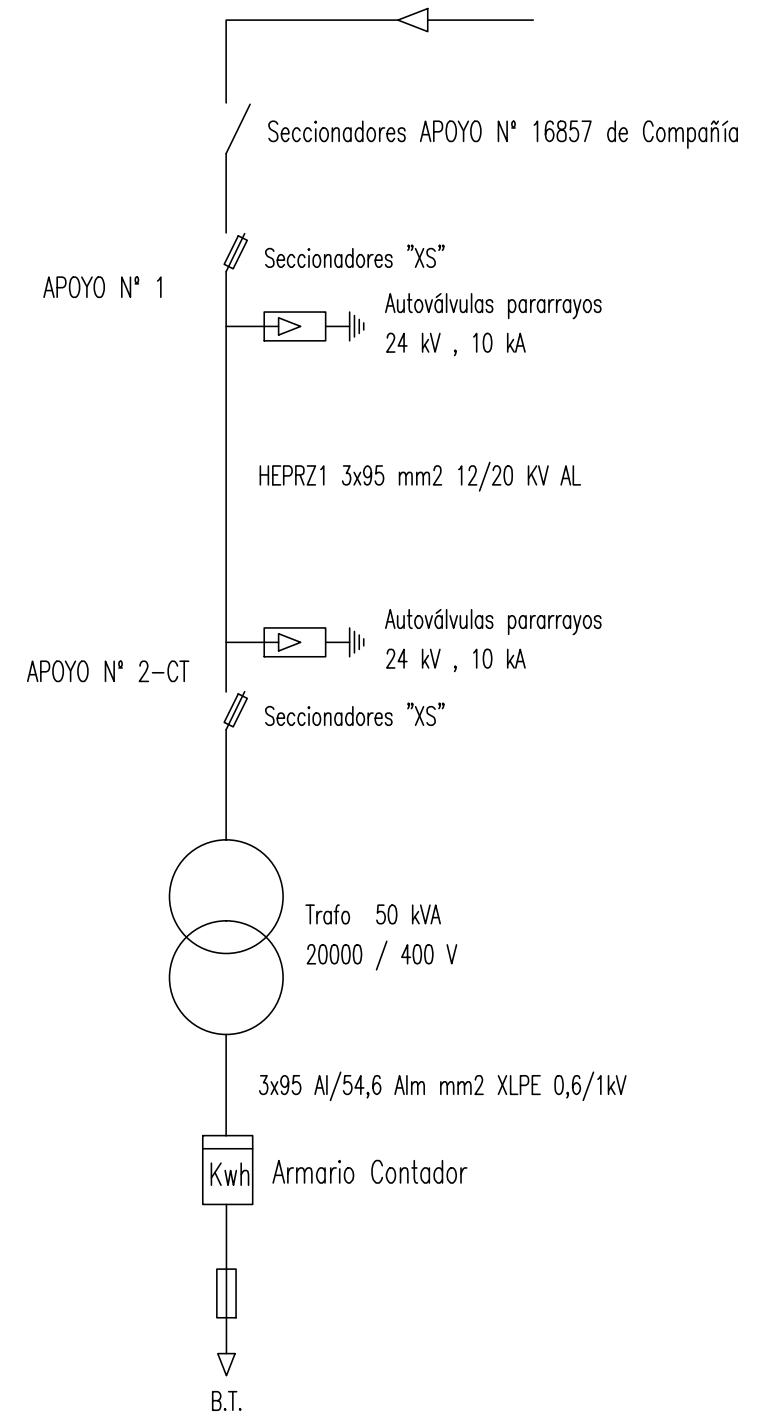 Seccionadores APOYO Nº 16857 de Compañía
Seccionadores "XS"
APOYO Nº 1
Autoválvulas pararrayos
24 kV , 10 kA
HEPRZ1 3x95 mm2 12/20 KV AL
Autoválvulas pararrayos
24 kV , 10 kA
APOYO Nº 2-CT
Seccionadores "XS"
Trafo 50 kVA
20000 / 400 V
3x95 Al/54,6 Alm mm2 XLPE 0,6/1kV
Kwh Armario Contador
B.T.